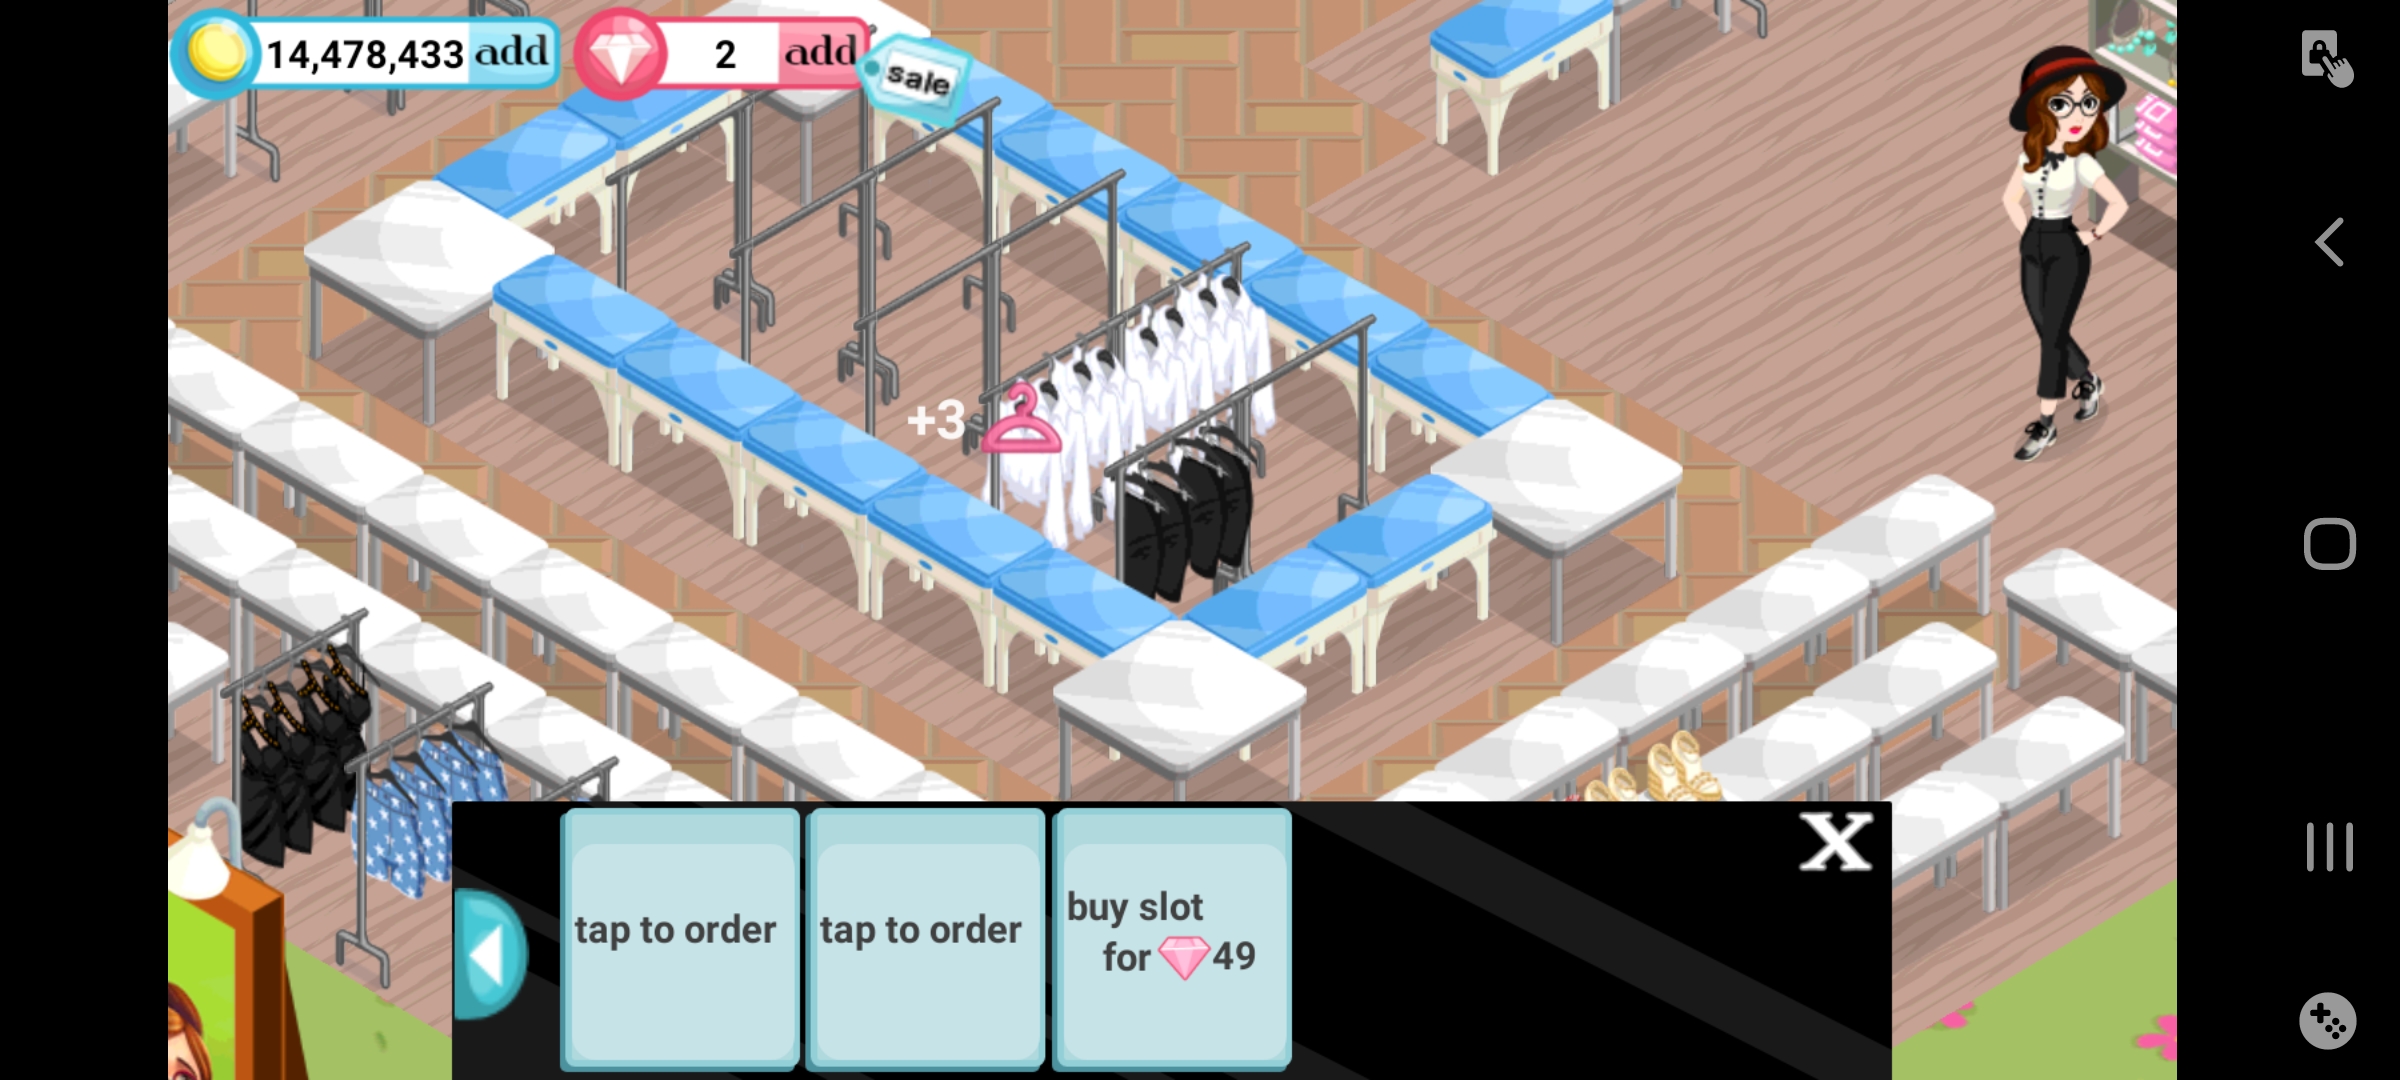 14,478,433 add
2 add
sale
+3
tap to order
tap to order
buy slot
for 49
X